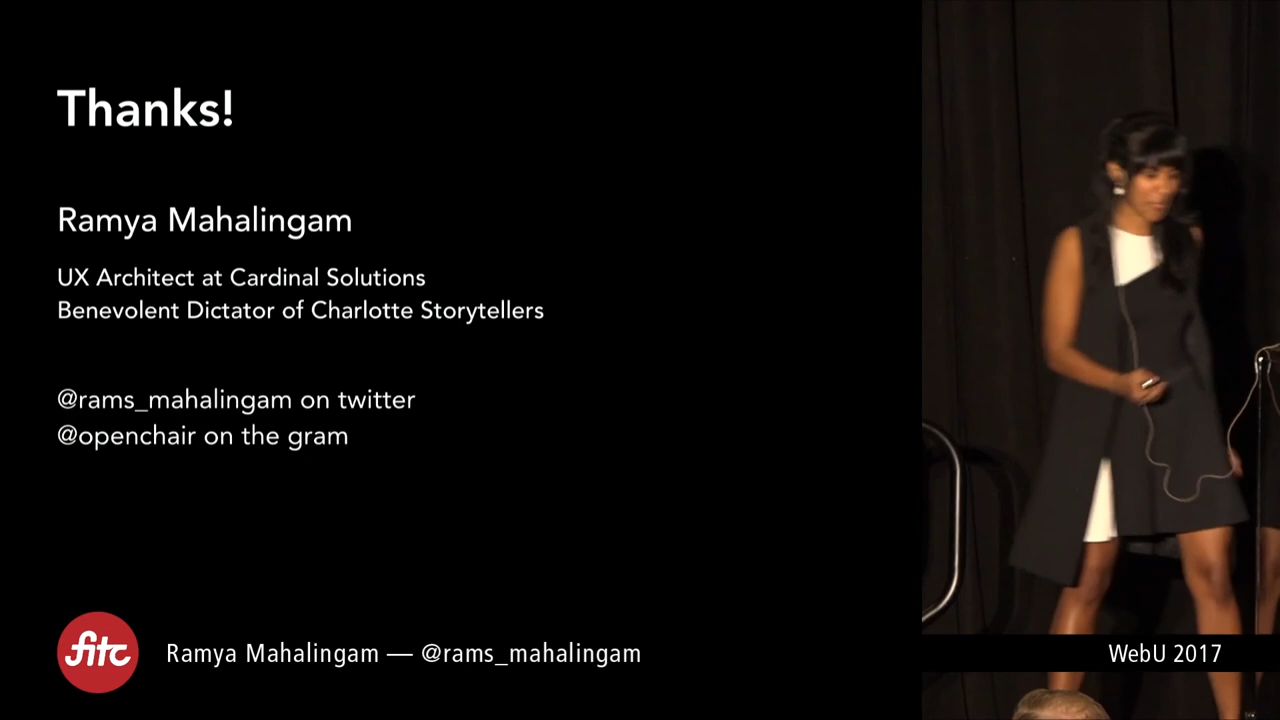 Thanks!
Ramya Mahalingam
UX Architect at Cardinal Solutions
Benevolent Dictator of Charlotte Storytellers
@rams_mahalingam on twitter
@openchair on the gram
fitc
Ramya Mahalingam — @rams_mahalingam
WebU 2017